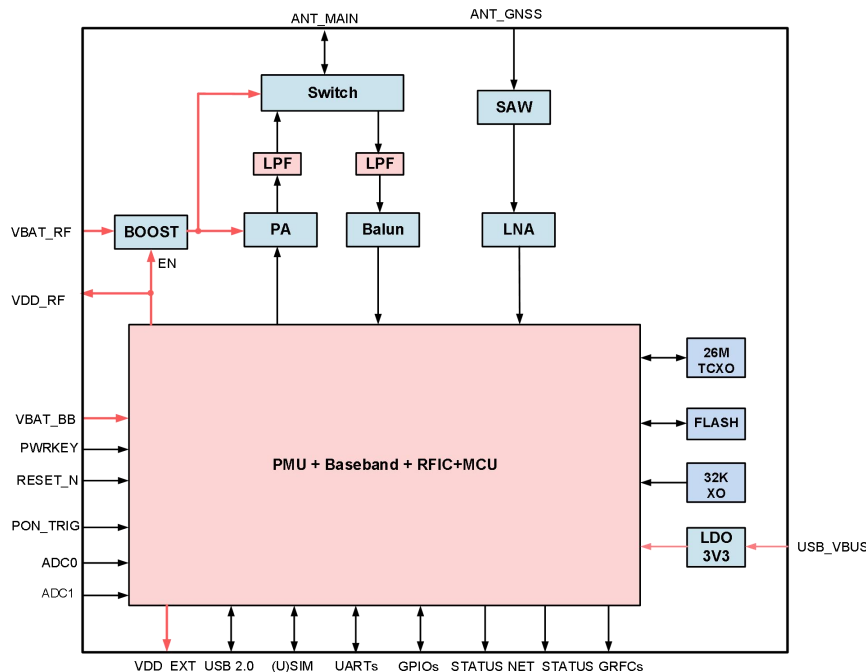 ANT_MAIN
ANT_GNSS
Switch
SAW
LPF
LPF
VBAT_RF
BOOST
PA
Balun
LNA
EN
VDD_RF
26M
TCXO
VBAT_BB
FLASH
PWRKEY
PMU + Baseband + RFIC+MCU
RESET_N
32K
XO
PON_TRIG
LDO
3V3
USB_VBUS
ADC0
ADC1
VDD_EXT USB 2.0 (U)SIM UARTs GPIOs STATUS NET_STATUS GRFCs